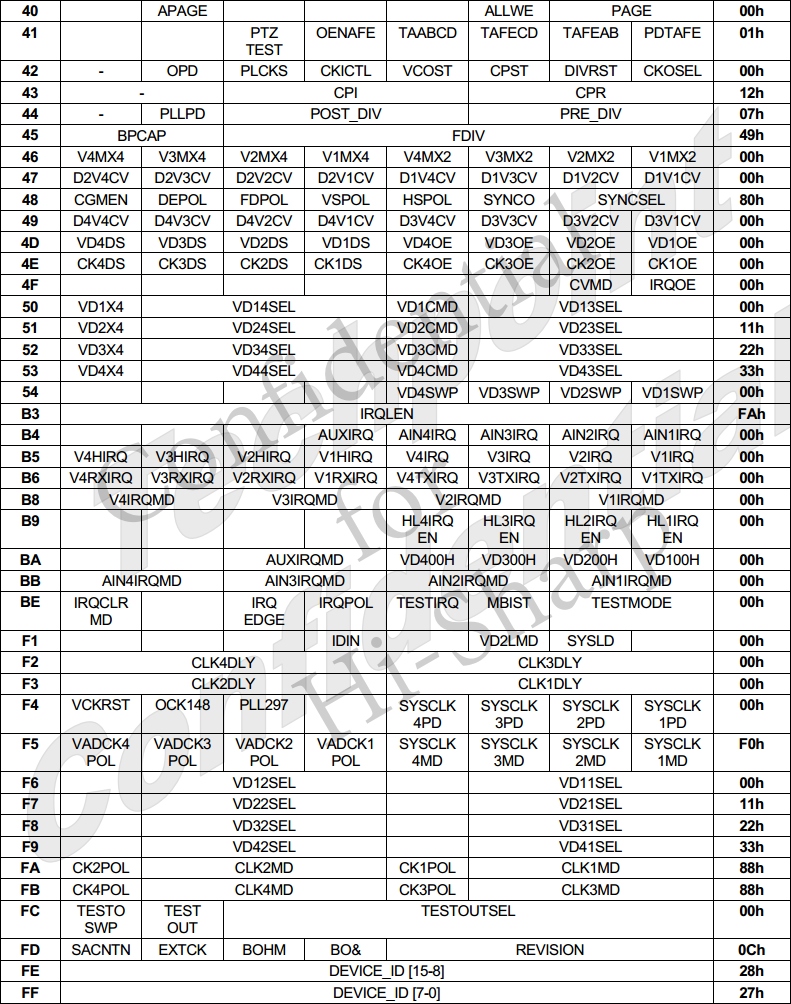 40 APAGE ALLWE PAGE 00h
41 PTZ TEST OENAFE TAABCD TAFECD TAFEAB PDTAFE 01h
42 - OPD PLCKS CKICTL VCOST CPST DIVRST CKOSEL 00h
43 - CPI CPR 12h
44 - PLLPD POST_DIV PRE_DIV 07h
45 BPCAP FDIV 49h
46 V4MX4 V3MX4 V2MX4 V1MX4 V4MX2 V3MX2 V2MX2 V1MX2 00h
47 D2V4CV D2V3CV D2V2CV D2V1CV D1V4CV D1V3CV D1V2CV D1V1CV 00h
48 CGMEN DEPOL FDPOL VSPOL HSPOL SYNCO SYNCSEL 80h
49 D4V4CV D4V3CV D4V2CV D4V1CV D3V4CV D3V3CV D3V2CV D3V1CV 00h
4D VD4DS VD3DS VD2DS VD1DS VD4OE VD3OE VD2OE VD1OE 00h
4E CK4DS CK3DS CK2DS CK1DS CK4OE CK3OE CK2OE CK1OE 00h
4F CVMD IRQOE 00h
50 VD1X4 VD14SEL VD1CMD VD13SEL 00h
51 VD2X4 VD24SEL VD2CMD VD23SEL 11h
52 VD3X4 VD34SEL VD3CMD VD33SEL 22h
53 VD4X4 VD44SEL VD4CMD VD43SEL 33h
54 VD4SWP VD3SWP VD2SWP VD1SWP 00h
B3 IRQLEN FAh
B4 AUXIRQ AIN4IRQ AIN3IRQ AIN2IRQ AIN1IRQ 00h
B5 V4HIRQ V3HIRQ V2HIRQ V1HIRQ V4IRQ V3IRQ V2IRQ V1IRQ 00h
B6 V4RXIRQ V3RXIRQ V2RXIRQ V1RXIRQ V4TXIRQ V3TXIRQ V2TXIRQ V1TXIRQ 00h
B8 V4IRQMD V3IRQMD V2IRQMD V1IRQMD 00h
B9 HL4IRQ EN HL3IRQ EN HL2IRQ EN HL1IRQ EN 00h
BA AUXIRQMD VD400H VD300H VD200H VD100H 00h
BB AIN4IRQMD AIN3IRQMD AIN2IRQMD AIN1IRQMD 00h
BE IRQCLR MD IRQ EDGE IRQPOL TESTIRQ MBIST TESTMODE 00h
F1 IDIN VD2LMD SYSLD 00h
F2 CLK4DLY CLK3DLY 00h
F3 CLK2DLY CLK1DLY 00h
F4 VCKRST OCK148 PLL297 SYSCLK 4PD SYSCLK 3PD SYSCLK 2PD SYSCLK 1PD 00h
F5 VADCK4 POL VADCK3 POL VADCK2 POL VADCK1 POL SYSCLK 4MD SYSCLK 3MD SYSCLK 2MD SYSCLK 1MD F0h
F6 VD12SEL VD11SEL 00h
F7 VD22SEL VD21SEL 11h
F8 VD32SEL VD31SEL 22h
F9 VD42SEL VD41SEL 33h
FA CK2POL CLK2MD CK1POL CLK1MD 88h
FB CK4POL CLK4MD CK3POL CLK3MD 88h
FC TESTO SWP TEST OUT TESTOUTSEL 00h
FD SACNTN EXTCK BOHM BO& REVISION 0Ch
FE DEVICE_ID [15-8] 28h
FF DEVICE_ID [7-0] 27h
Techpoint
Confidential
Confidential
for
Hi-Sharp